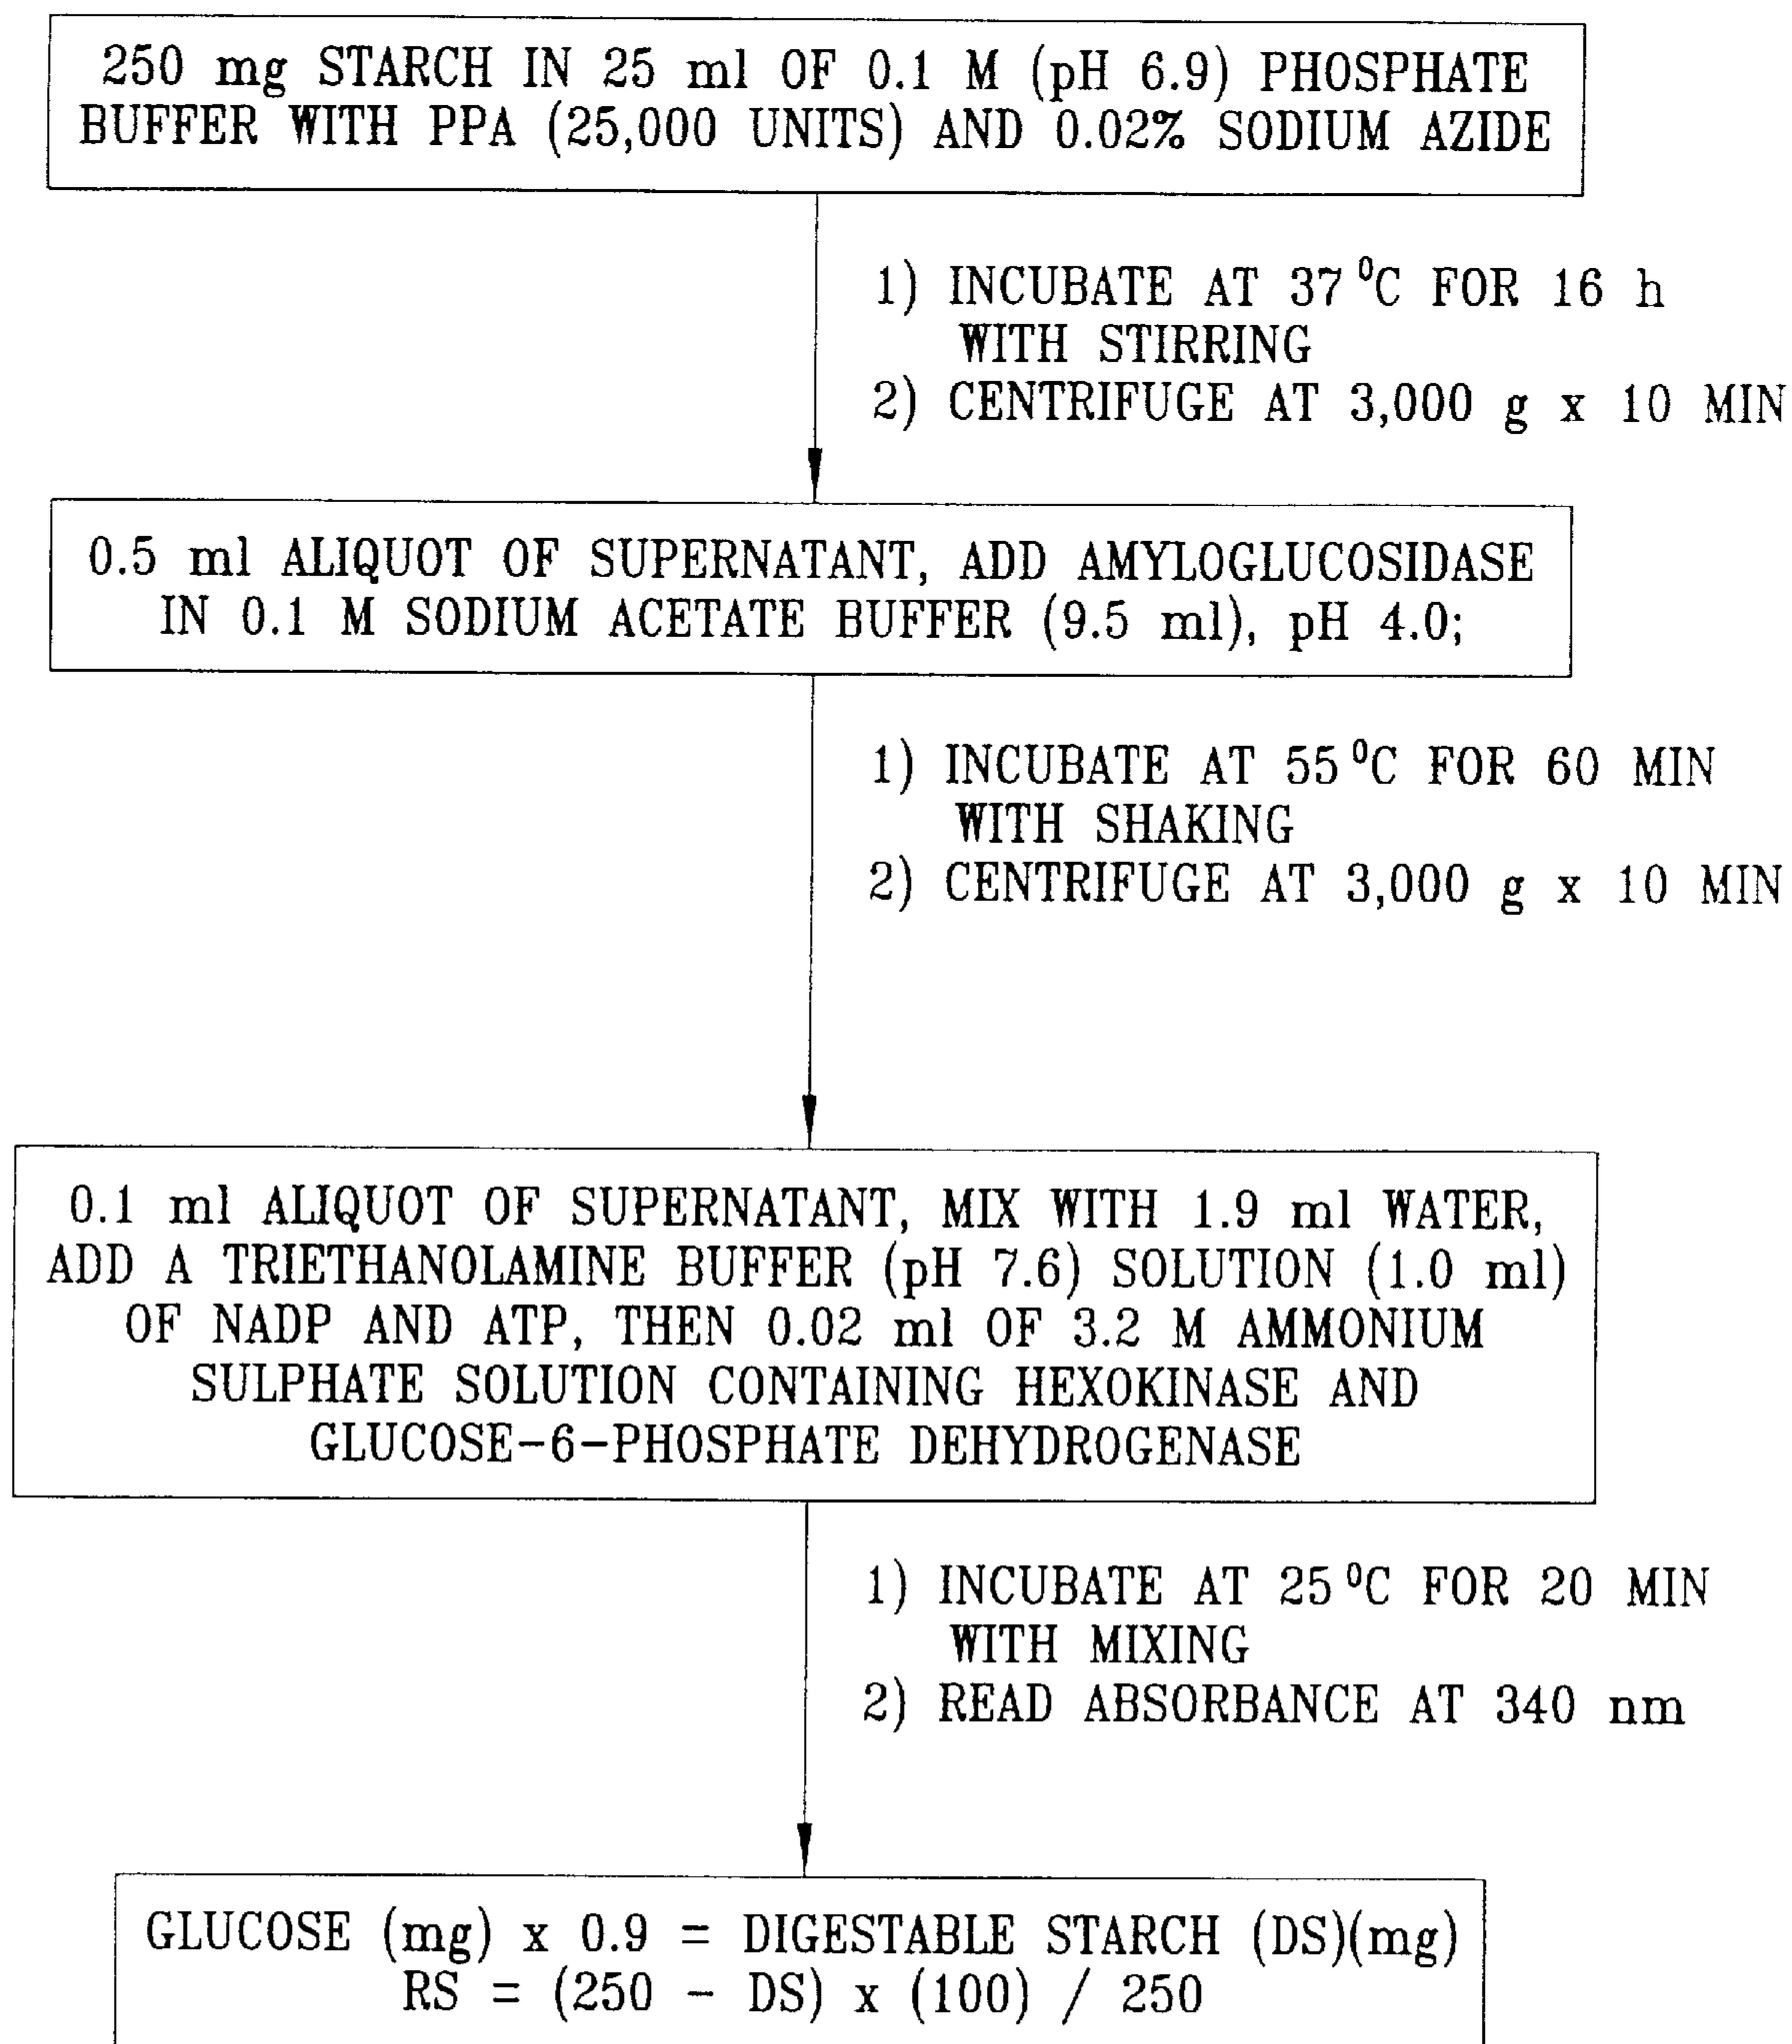 250 mg STARCH IN 25 ml OF 0.1 M (pH 6.9) PHOSPHATE
BUFFER WITH PPA (25,000 UNITS) AND 0.02% SODIUM AZIDE
1) INCUBATE AT 37 ⁰C FOR 16 h
WITH STIRRING
2) CENTRIFUGE AT 3,000 g x 10 MIN
0.5 ml ALIQUOT OF SUPERNATANT, ADD AMYLOGLUCOSIDASE
IN 0.1 M SODIUM ACETATE BUFFER (9.5 ml), pH 4.0;
1) INCUBATE AT 55 ⁰C FOR 60 MIN
WITH SHAKING
2) CENTRIFUGE AT 3,000 g x 10 MIN
0.1 ml ALIQUOT OF SUPERNATANT, MIX WITH 1.9 ml WATER,
ADD A TRIETHANOLAMINE BUFFER (pH 7.6) SOLUTION (1.0 ml)
OF NADP AND ATP, THEN 0.02 ml OF 3.2 M AMMONIUM
SULPHATE SOLUTION CONTAINING HEXOKINASE AND
GLUCOSE-6-PHOSPHATE DEHYDROGENASE
1) INCUBATE AT 25 ⁰C FOR 20 MIN
WITH MIXING
2) READ ABSORBANCE AT 340 nm
GLUCOSE (mg) x 0.9 = DIGESTABLE STARCH (DS)(mg)
RS = (250 - DS) x (100) / 250